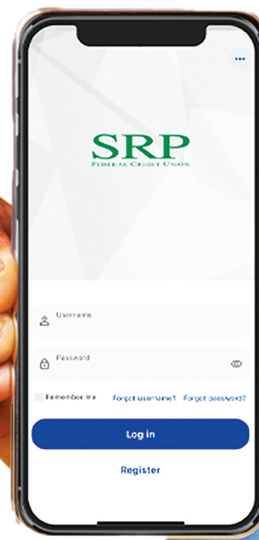 SRP
FEDERAL CREDIT UNION
Username
Password
Remember me Forgot username? Forgot password?
Log in
Register